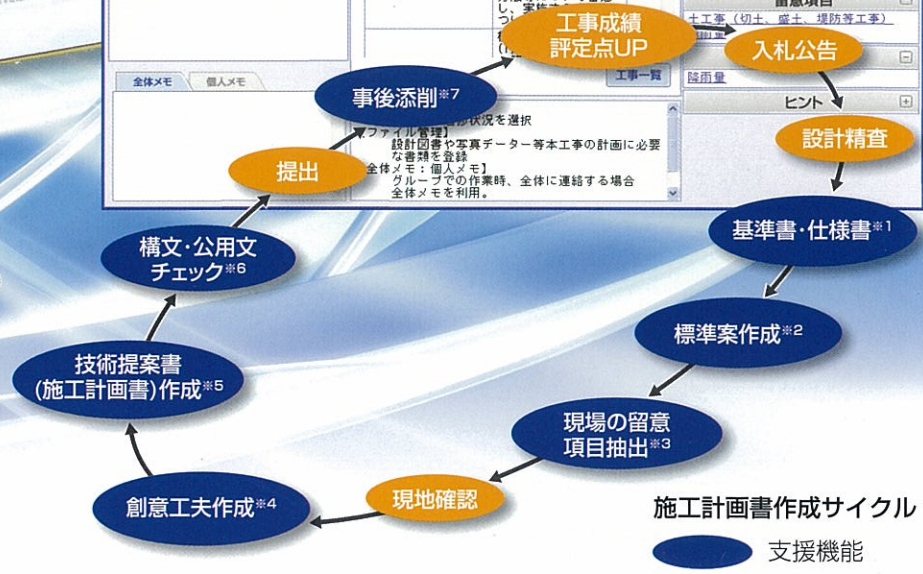 留意項目
土工事（切土、盛土、堤防等工事）
工事成績
評定点UP
入札公告
降雨量
ヒント
設計精査
全体メモ
個人メモ
工事一覧
事後添削※7
状況を選択
ファイル管理】
設計図書や写真データー等本工事の計画に必要
な書類を登録
全体メモ：個人メモ】
グループでの作業時、全体に連絡する場合
全体メモを利用。
提出
基準書・仕様書※1
構文・公用文
チェック※6
標準案作成※2
技術提案書
(施工計画書)作成※5
現場の留意
項目抽出※3
現地確認
創意工夫作成※4
施工計画書作成サイクル
支援機能